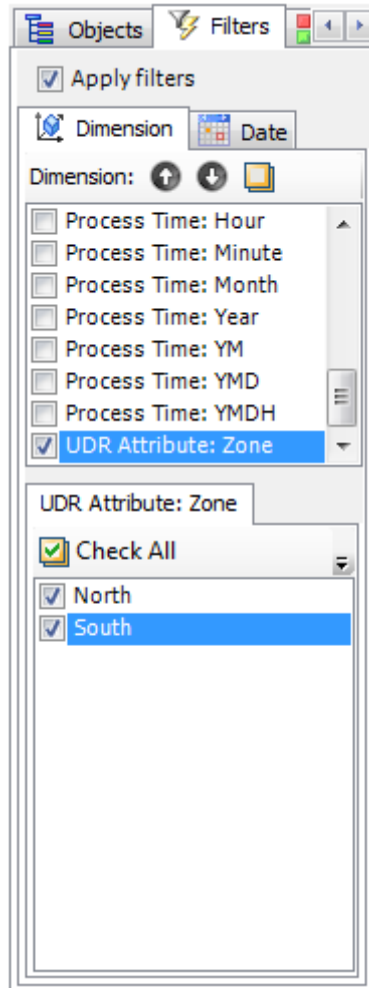 Objects Filters
Apply filters
Dimension Date
Dimension:
Process Time: Hour
Process Time: Minute
Process Time: Month
Process Time: Year
Process Time: YM
Process Time: YMD
Process Time: YMDH
UDR Attribute: Zone
UDR Attribute: Zone
Check All
North
South